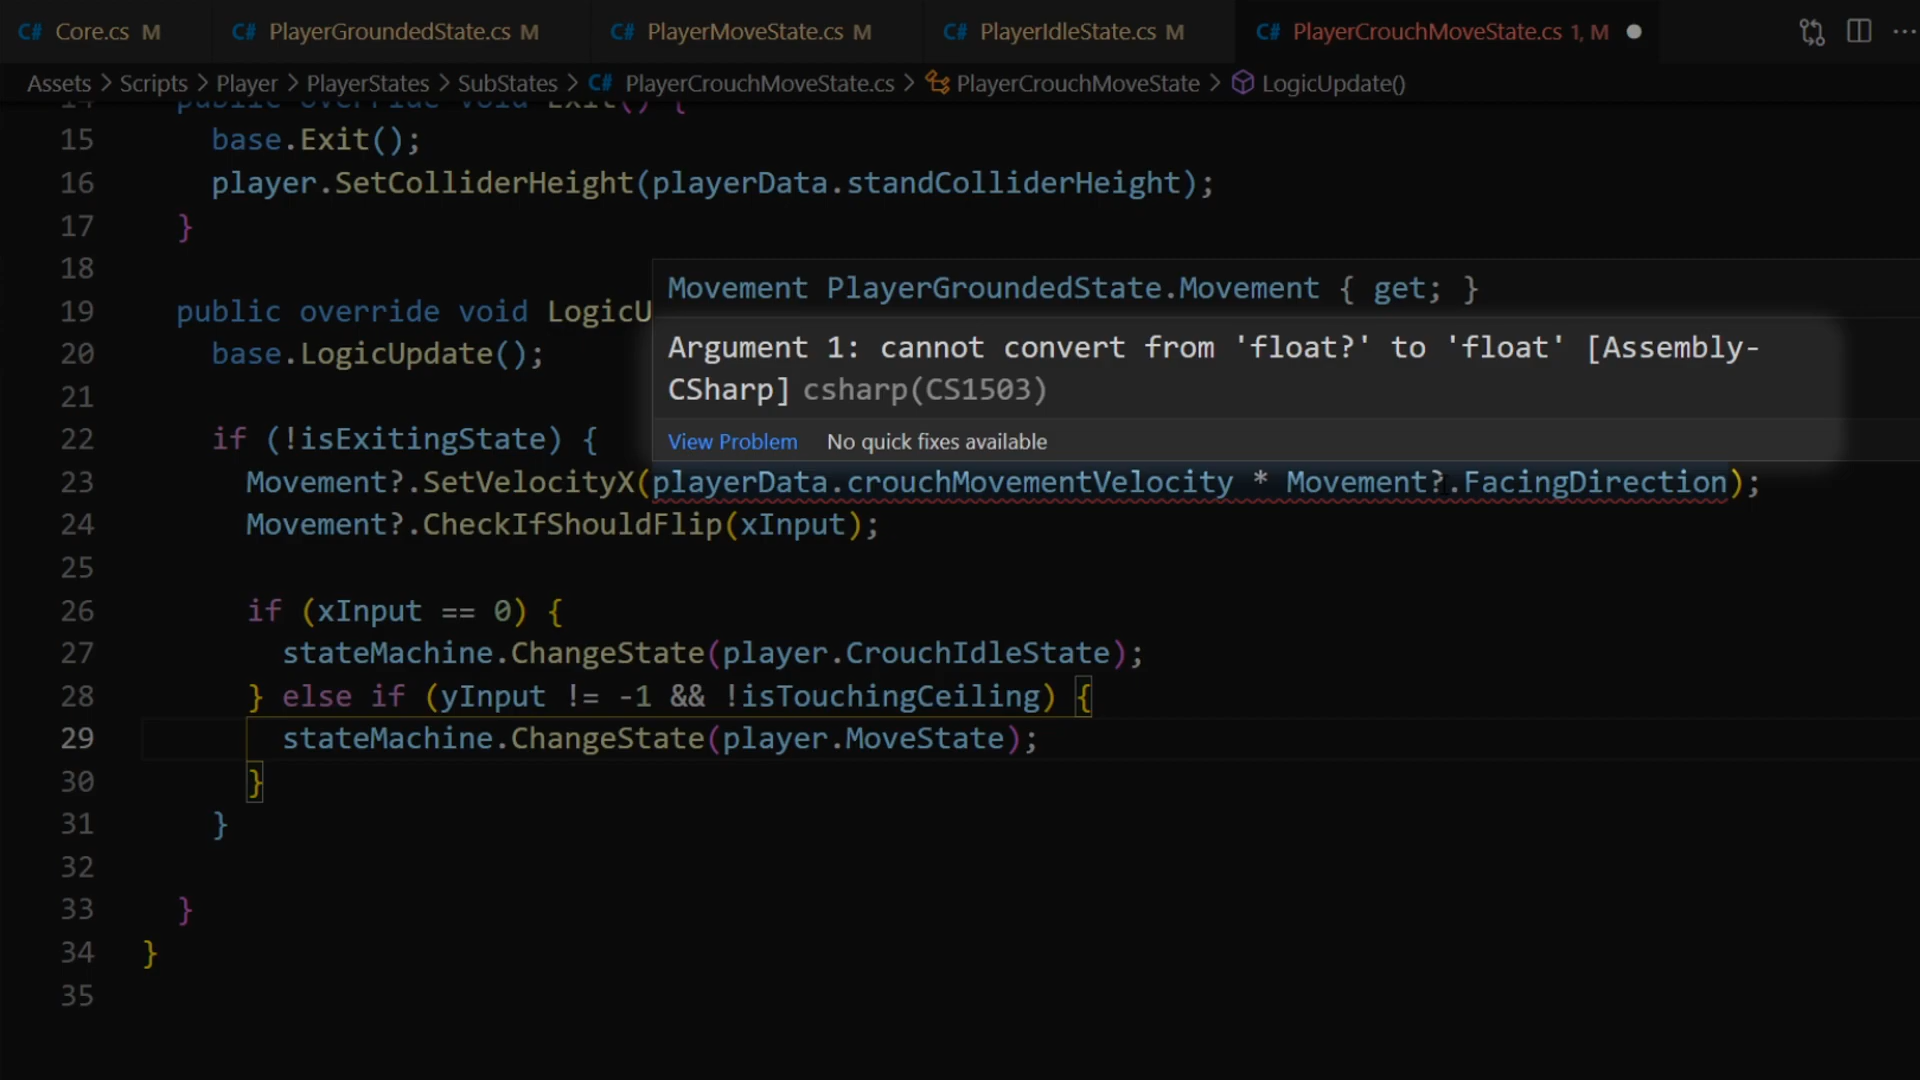 C# Core.cs M C# PlayerGroundedState.cs M C# PlayerMoveState.cs M C# PlayerIdleState.cs M C# PlayerCrouchMoveState.cs 1, M
Assets > Scripts > Player > PlayerStates > SubStates > C# PlayerCrouchMoveState.cs > PlayerCrouchMoveState > LogicUpdate()
14 public override void Exit() {
15 base.Exit();
16 player.SetColliderHeight(playerData.standColliderHeight);
17 }
18
Movement PlayerGroundedState.Movement { get; }
19 public override void LogicU
Argument 1: cannot convert from 'float?' to 'float' [Assembly-
20 base.LogicUpdate();
CSharp] csharp(CS1503)
21
View Problem No quick fixes available
22 if (!isExitingState) {
23 Movement?.SetVelocityX(playerData.crouchMovementVelocity * Movement?.FacingDirection);
24 Movement?.CheckIfShouldFlip(xInput);
25
26 if (xInput == 0) {
27 stateMachine.ChangeState(player.CrouchIdleState);
28 } else if (yInput != -1 && !isTouchingCeiling) {
29 stateMachine.ChangeState(player.MoveState);
30 }
31 }
32
33 }
34 }
35